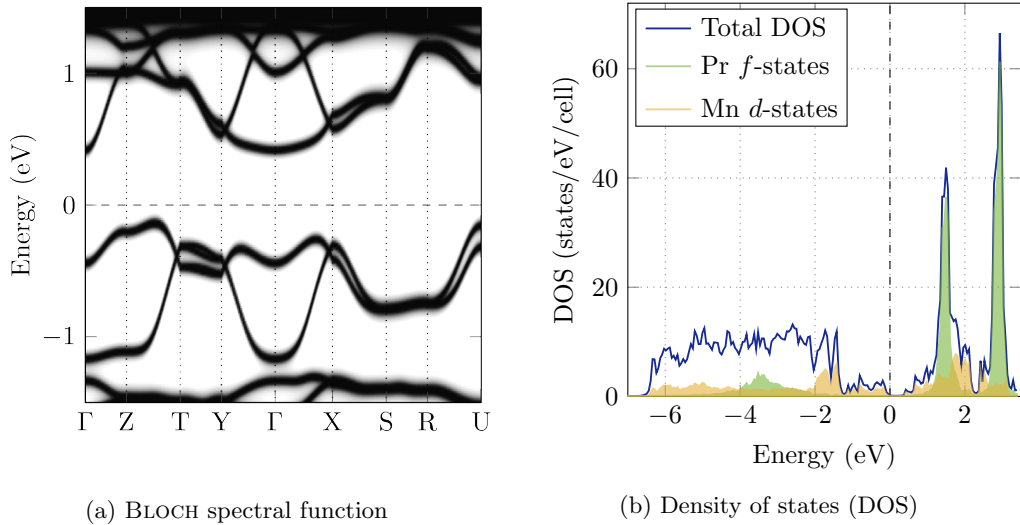 Energy (eV)
1
0
−1
Γ Z T Y Γ X S R U
(a) BLOCH spectral function
DOS (states/eV/cell)
60
40
20
0
Total DOS
Pr f-states
Mn d-states
−6 −4 −2 0 2
Energy (eV)
(b) Density of states (DOS)